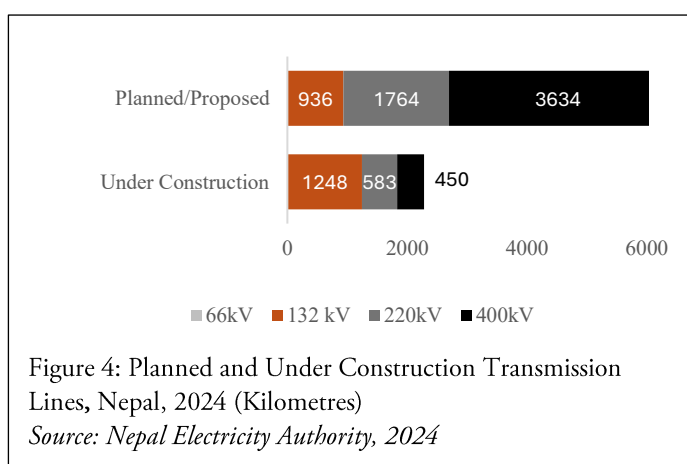 Planned/Proposed 936 1764 3634
Under Construction 1248 583 450
0 2000 4000 6000
66kV 132 kV 220kV 400kV
Figure 4: Planned and Under Construction Transmission
Lines, Nepal, 2024 (Kilometres)
Source: Nepal Electricity Authority, 2024